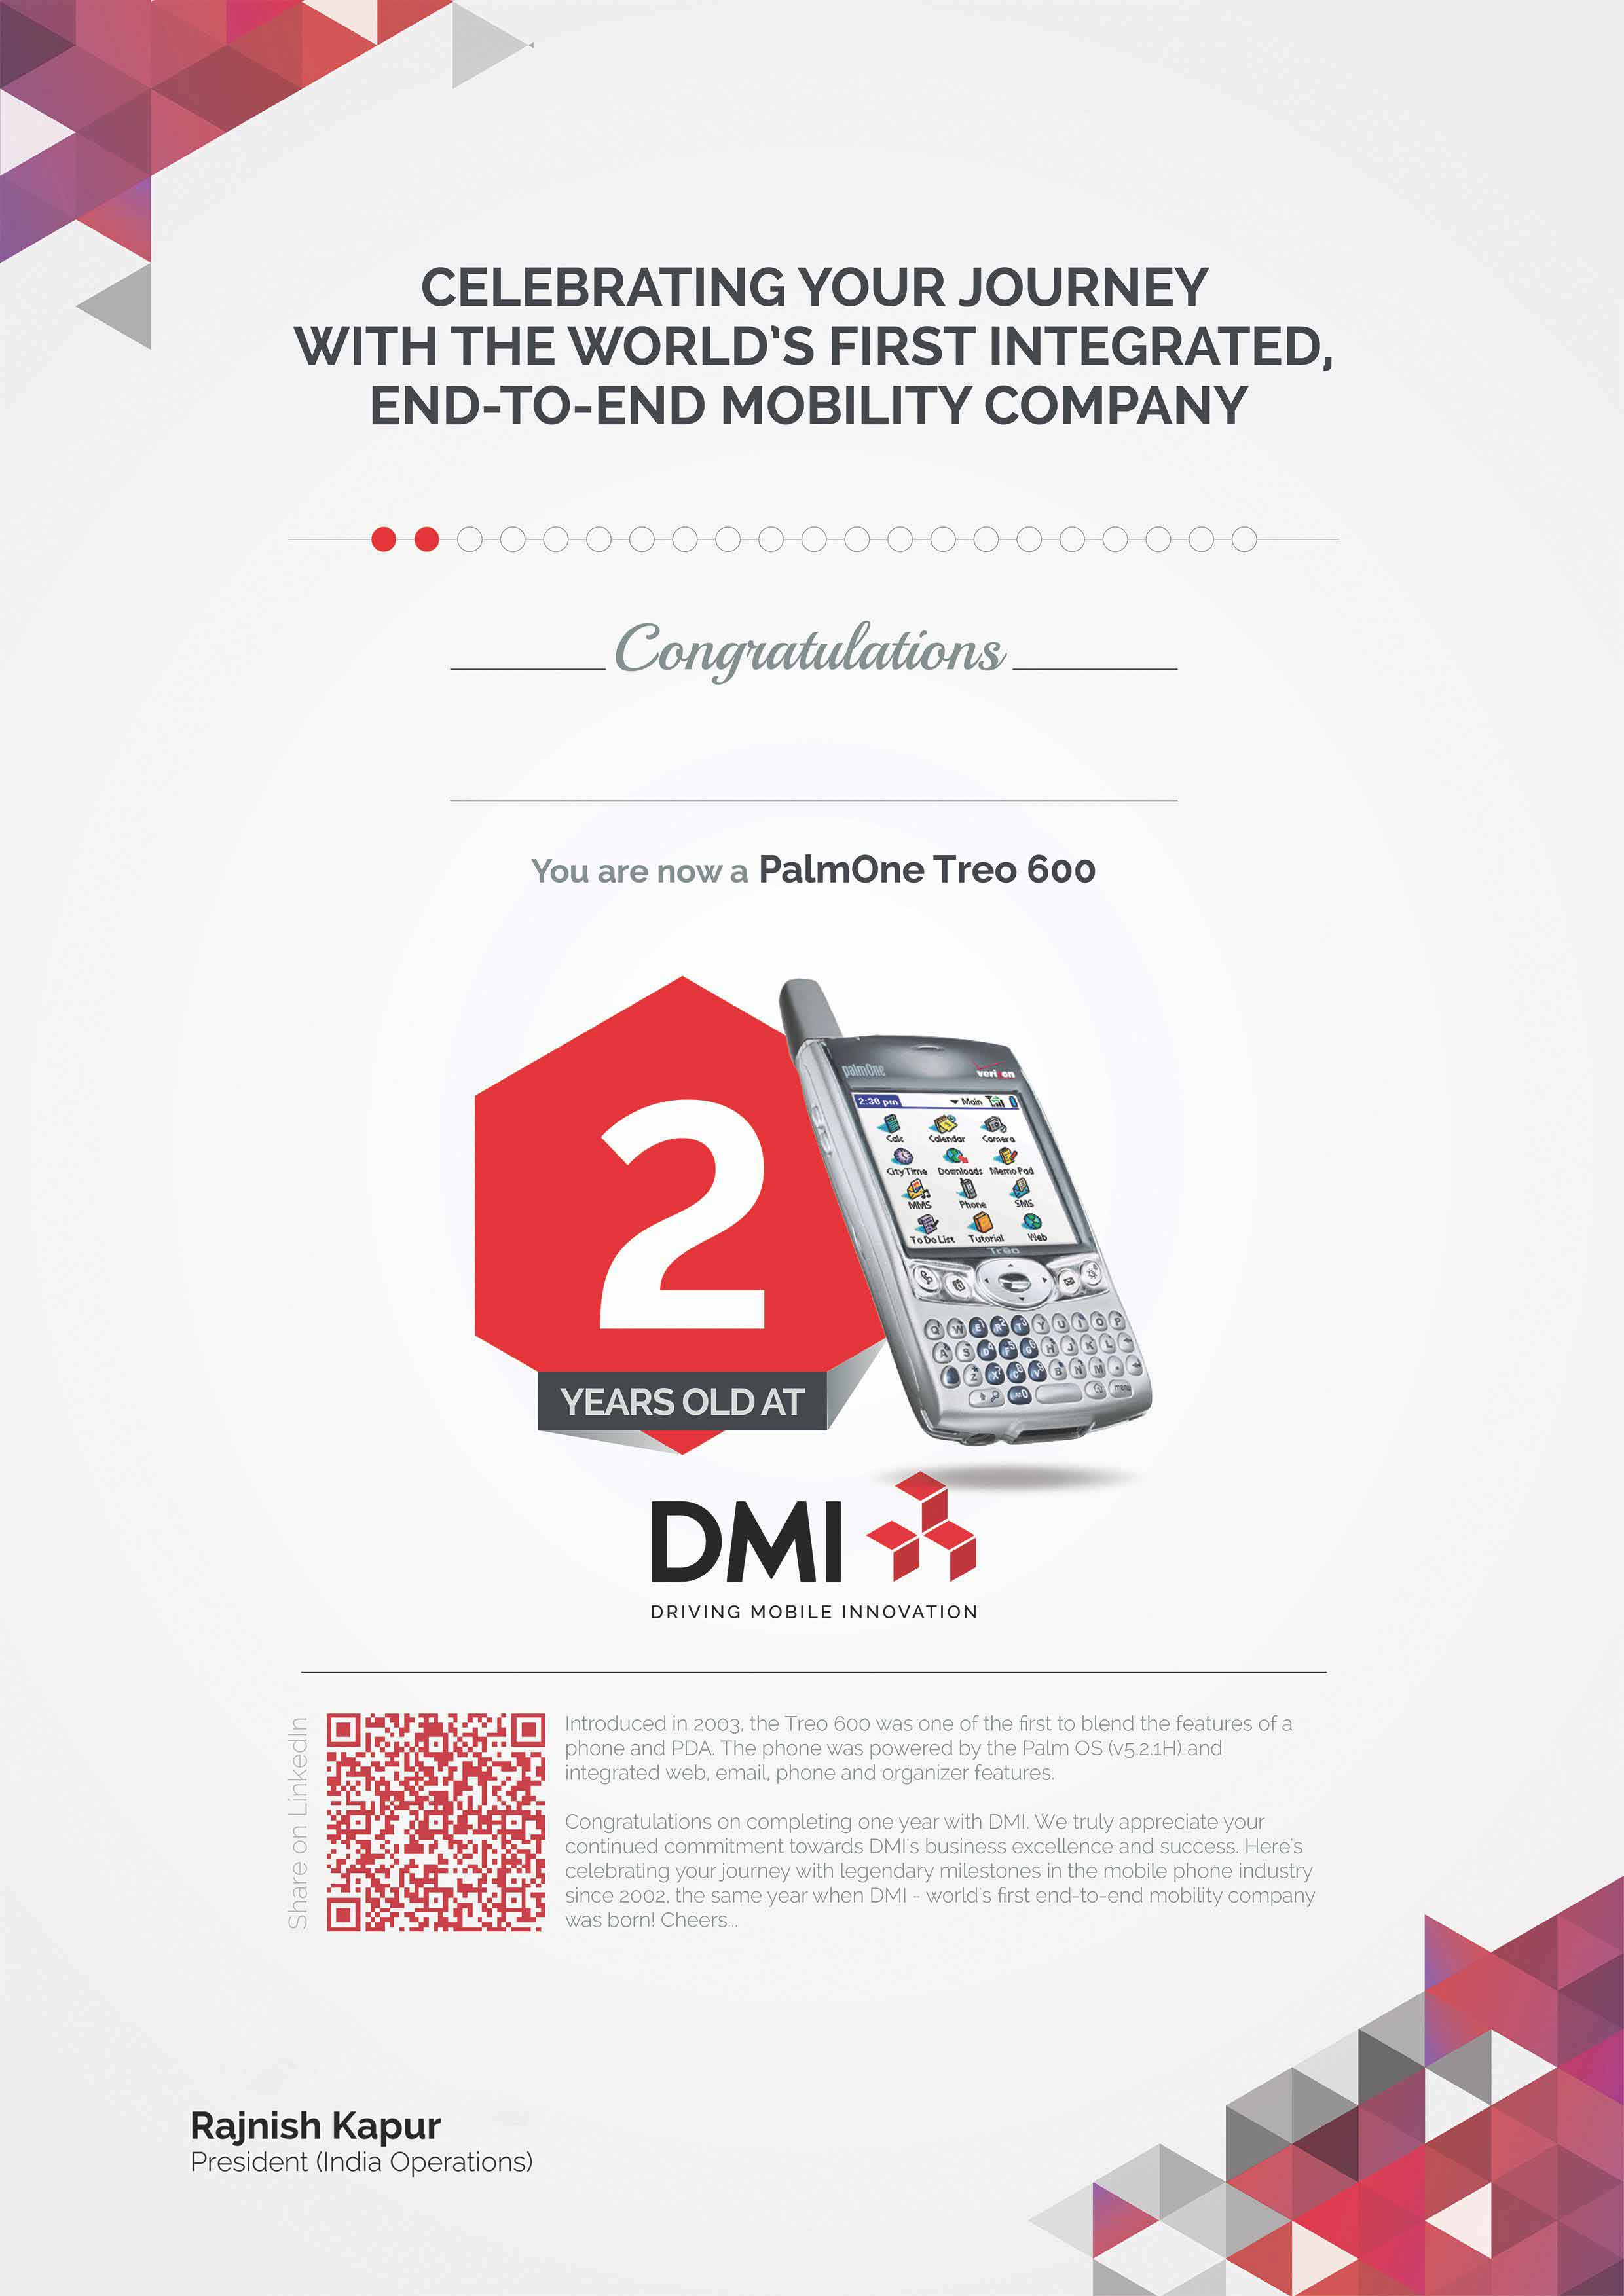 CELEBRATING YOUR JOURNEY
WITH THE WORLD'S FIRST INTEGRATED,
END-TO-END MOBILITY COMPANY
Congratulations
You are now a PalmOne Treo 600
2
YEARS OLD AT
palmOne
verizon
2:30 pm Main
Calc Calendar Camera
CityTime Downloads Memo Pad
MMS Phone SMS
To Do List Tutorial Web
Treo
Q W E R T Y U I O P
A S D F G H J K L
Z X C V B N M
menu
DMI
DRIVING MOBILE INNOVATION
Share on LinkedIn
Introduced in 2003, the Treo 600 was one of the first to blend the features of a
phone and PDA. The phone was powered by the Palm OS (v5.2.1H) and
integrated web, email, phone and organizer features.
Congratulations on completing one year with DMI. We truly appreciate your
continued commitment towards DMI's business excellence and success. Here's
celebrating your journey with legendary milestones in the mobile phone industry
since 2002, the same year when DMI - world's first end-to-end mobility company
was born! Cheers...
Rajnish Kapur
President (India Operations)